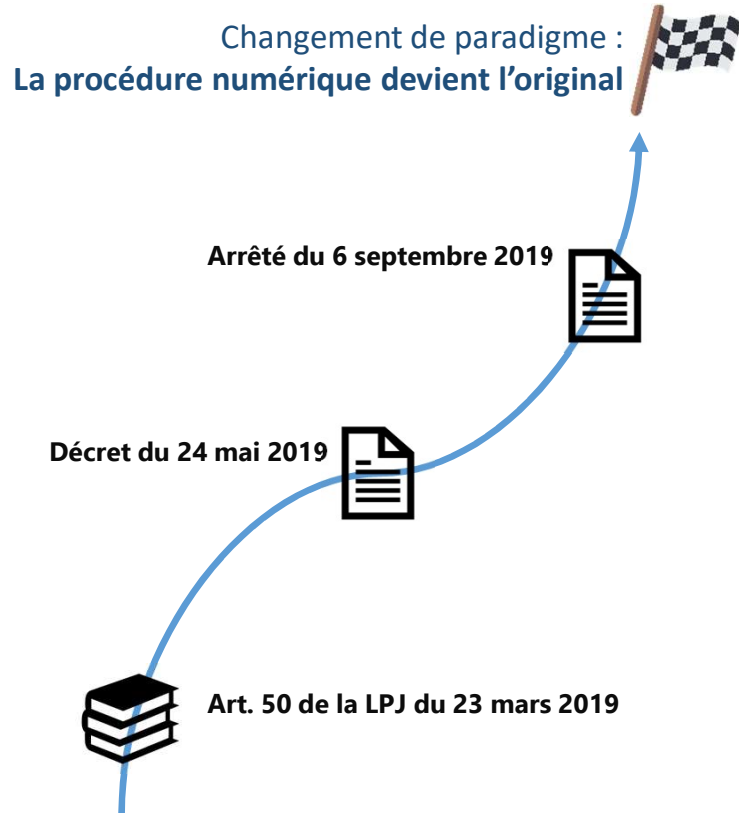 Changement de paradigme :
La procédure numérique devient l’original
Arrêté du 6 septembre 2019
Décret du 24 mai 2019
Art. 50 de la LPJ du 23 mars 2019